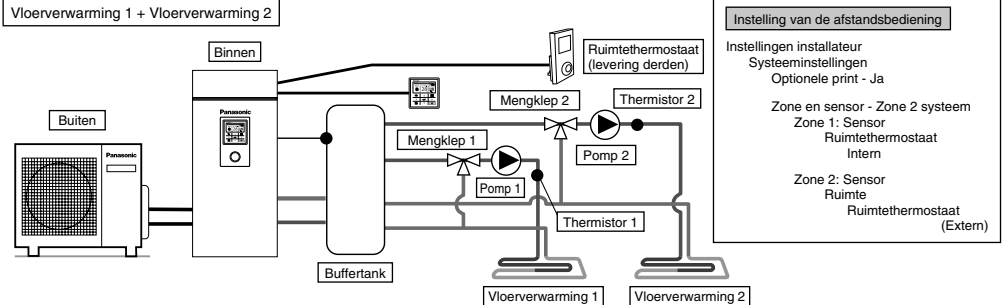 Vloerverwarming 1 + Vloerverwarming 2
Buiten
Panasonic
Binnen
Panasonic
Ruimtethermostaat
(levering derden)
Mengklep 2
Thermistor 2
Mengklep 1
Pomp 2
Pomp 1
Thermistor 1
Buffertank
Vloerverwarming 1
Vloerverwarming 2
Instelling van de afstandsbediening
Instellingen installateur
Systeeminstellingen
Optionele print - Ja
Zone en sensor - Zone 2 systeem
Zone 1: Sensor
Ruimtethermostaat
Intern
Zone 2: Sensor
Ruimte
Ruimtethermostaat
(Extern)